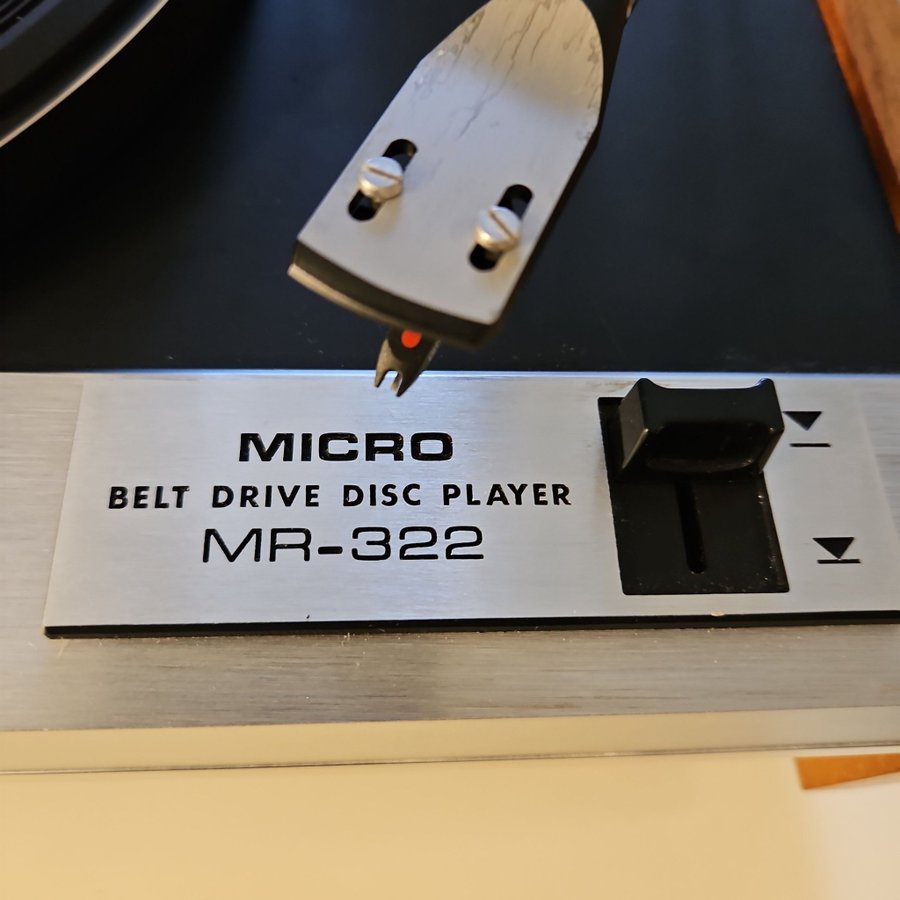 MICRO
BELT DRIVE DISC PLAYER
MR-322